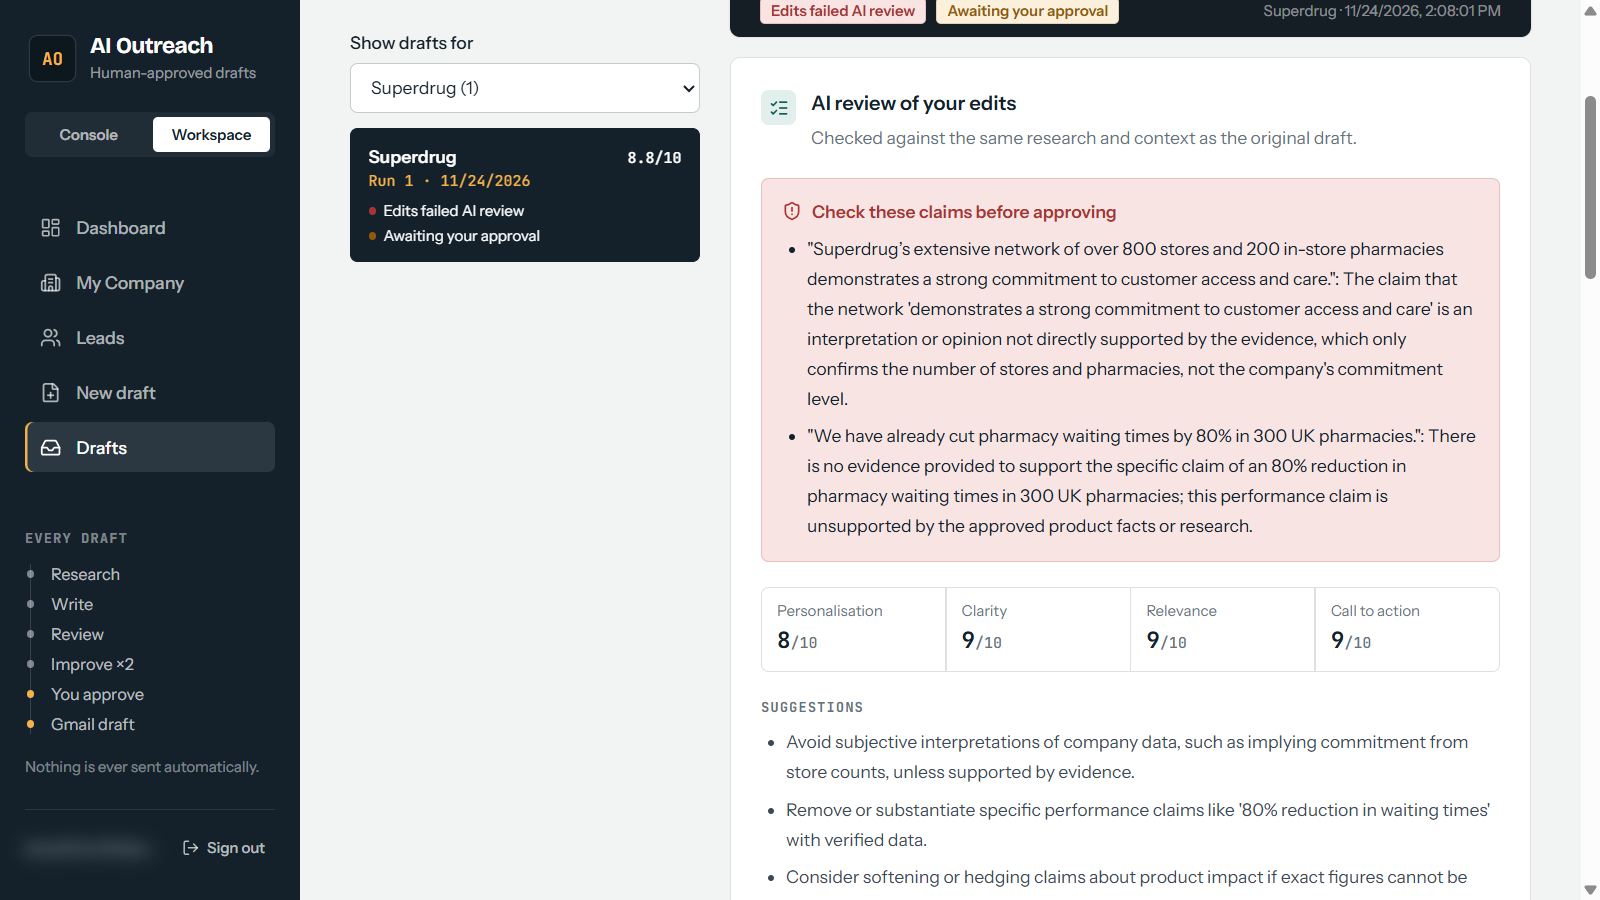 AO
AI Outreach
Human-approved drafts
Console
Workspace
Dashboard
My Company
Leads
New draft
Drafts
EVERY DRAFT
Research
Write
Review
Improve ×2
You approve
Gmail draft
Nothing is ever sent automatically.
Sign out
Show drafts for
Superdrug (1)
Superdrug
8.8/10
Run 1 · 11/24/2026
Edits failed AI review
Awaiting your approval
Edits failed AI review
Awaiting your approval
Superdrug · 11/24/2026, 2:08:01 PM
AI review of your edits
Checked against the same research and context as the original draft.
Check these claims before approving
"Superdrug’s extensive network of over 800 stores and 200 in-store pharmacies
demonstrates a strong commitment to customer access and care.": The claim that
the network 'demonstrates a strong commitment to customer access and care' is an
interpretation or opinion not directly supported by the evidence, which only
confirms the number of stores and pharmacies, not the company's commitment
level.
"We have already cut pharmacy waiting times by 80% in 300 UK pharmacies.": There
is no evidence provided to support the specific claim of an 80% reduction in
pharmacy waiting times in 300 UK pharmacies; this performance claim is
unsupported by the approved product facts or research.
Personalisation
8/10
Clarity
9/10
Relevance
9/10
Call to action
9/10
SUGGESTIONS
Avoid subjective interpretations of company data, such as implying commitment from
store counts, unless supported by evidence.
Remove or substantiate specific performance claims like '80% reduction in waiting times'
with verified data.
Consider softening or hedging claims about product impact if exact figures cannot be